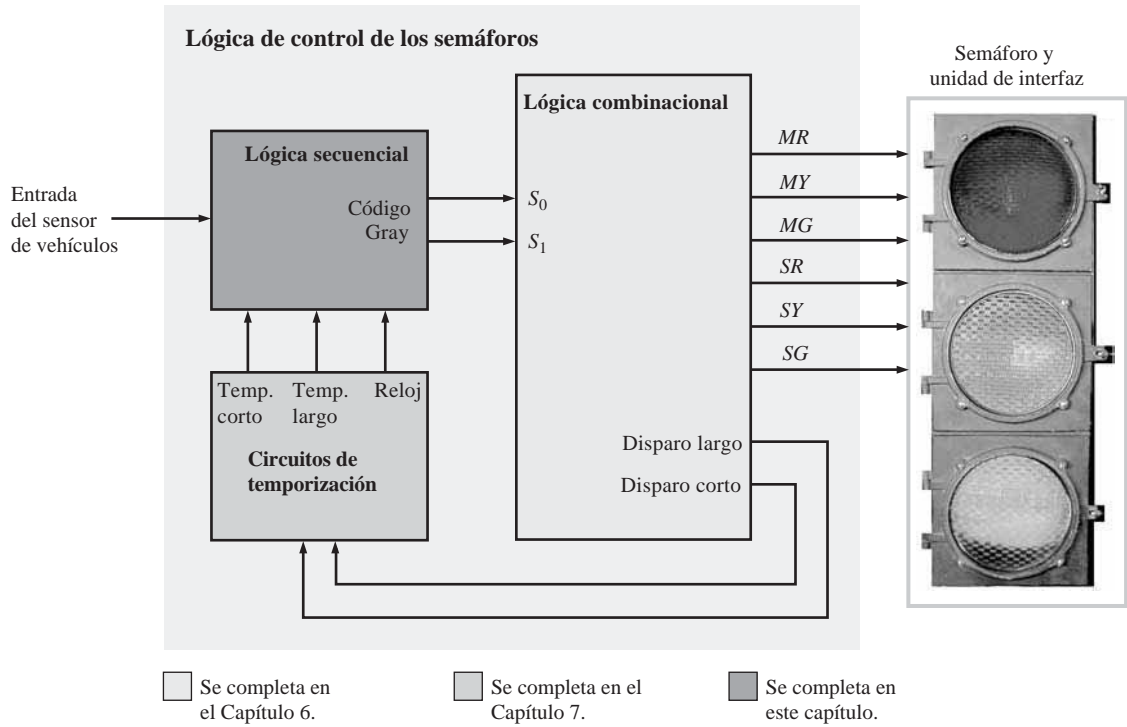 Lógica de control de los semáforos
Semáforo y
unidad de interfaz
Lógica combinacional
Lógica secuencial
Código
Gray
Entrada
del sensor
de vehículos
S0
S1
MR
MY
MG
SR
SY
SG
Temp.
corto
Temp.
largo
Reloj
Circuitos de
temporización
Disparo largo
Disparo corto
Se completa en
el Capítulo 6.
Se completa en el
Capítulo 7.
Se completa en
este capítulo.